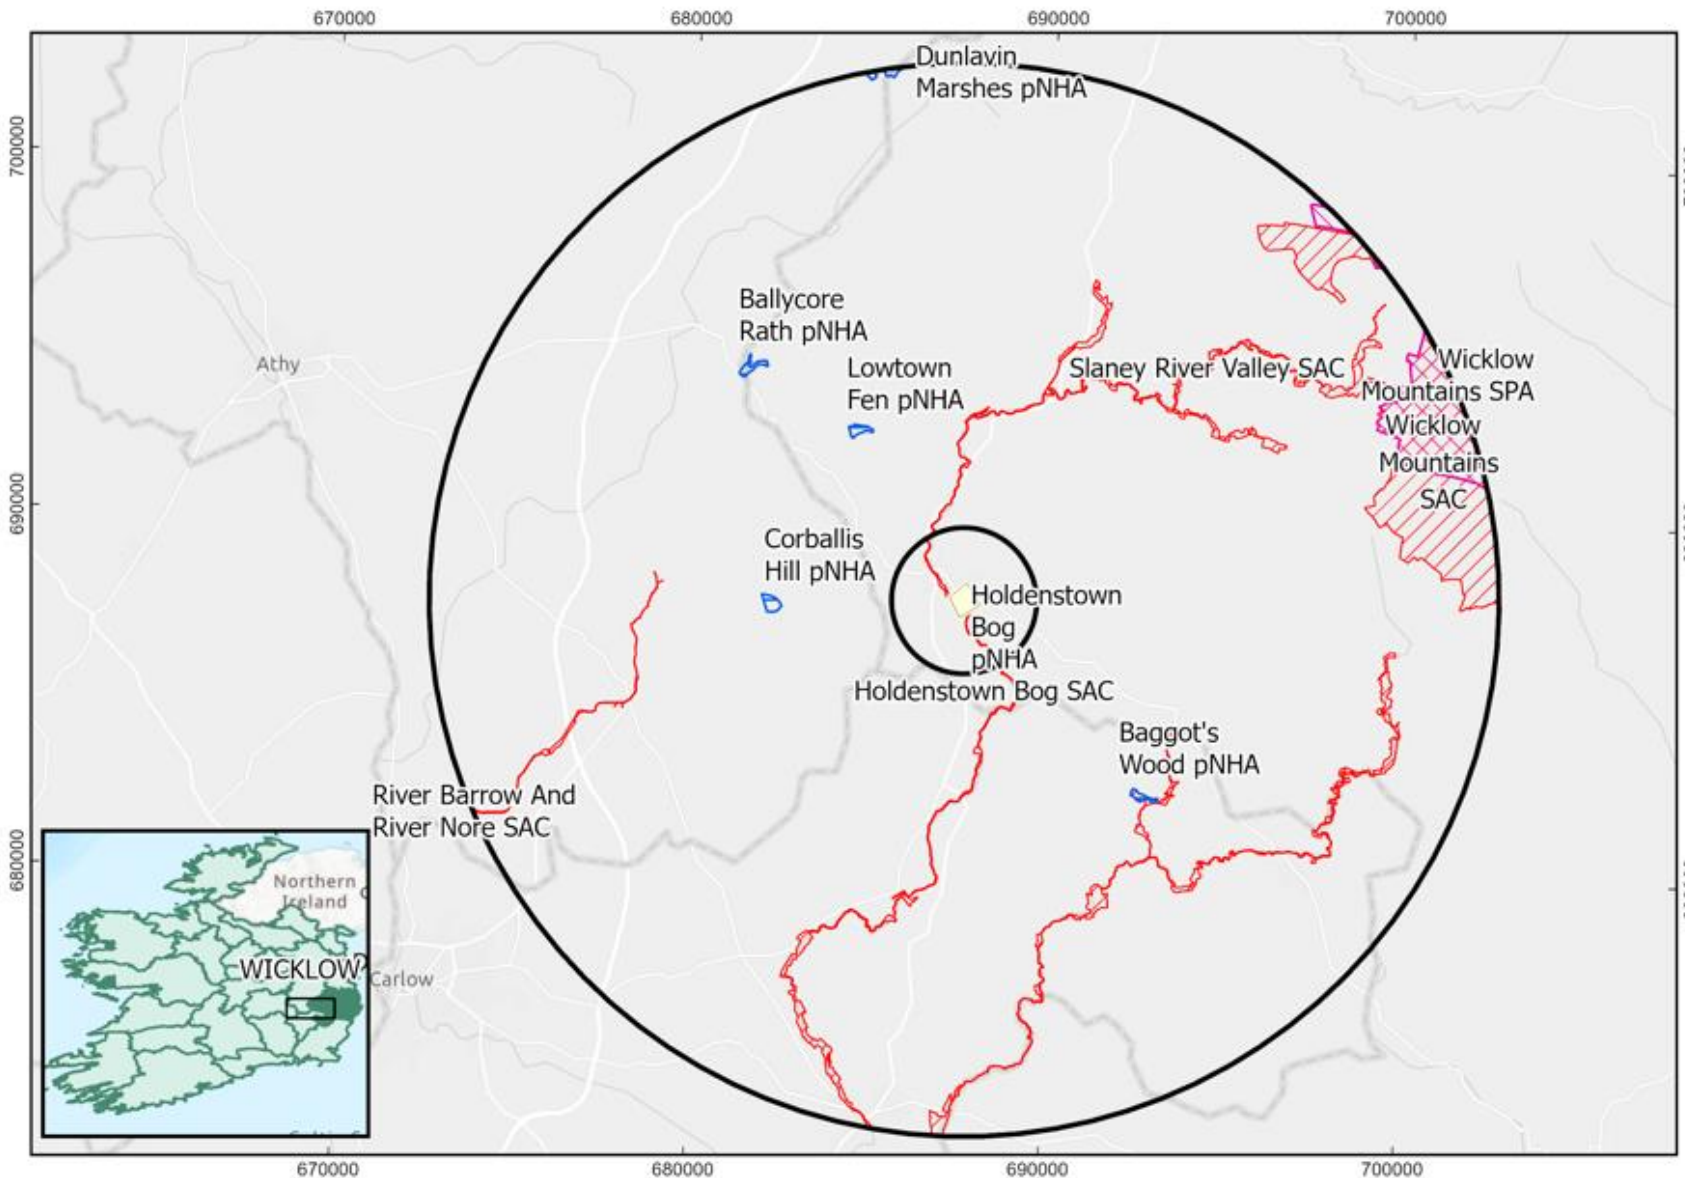 670000
680000
690000
700000
Dunlavin
Marshes pNHA
700000
Ballycore
Rath pNHA
Athy
Lowtown
Fen pNHA
Slaney River Valley SAC
Wicklow
Mountains SPA
Wicklow
Mountains
SAC
690000
Corballis
Hill pNHA
Holdenstown
Bog
pNHA
Holdenstown Bog SAC
Baggot's
Wood pNHA
River Barrow And
River Nore SAC
680000
Northern
Ireland
WICKLOW
Carlow
670000
680000
690000
700000